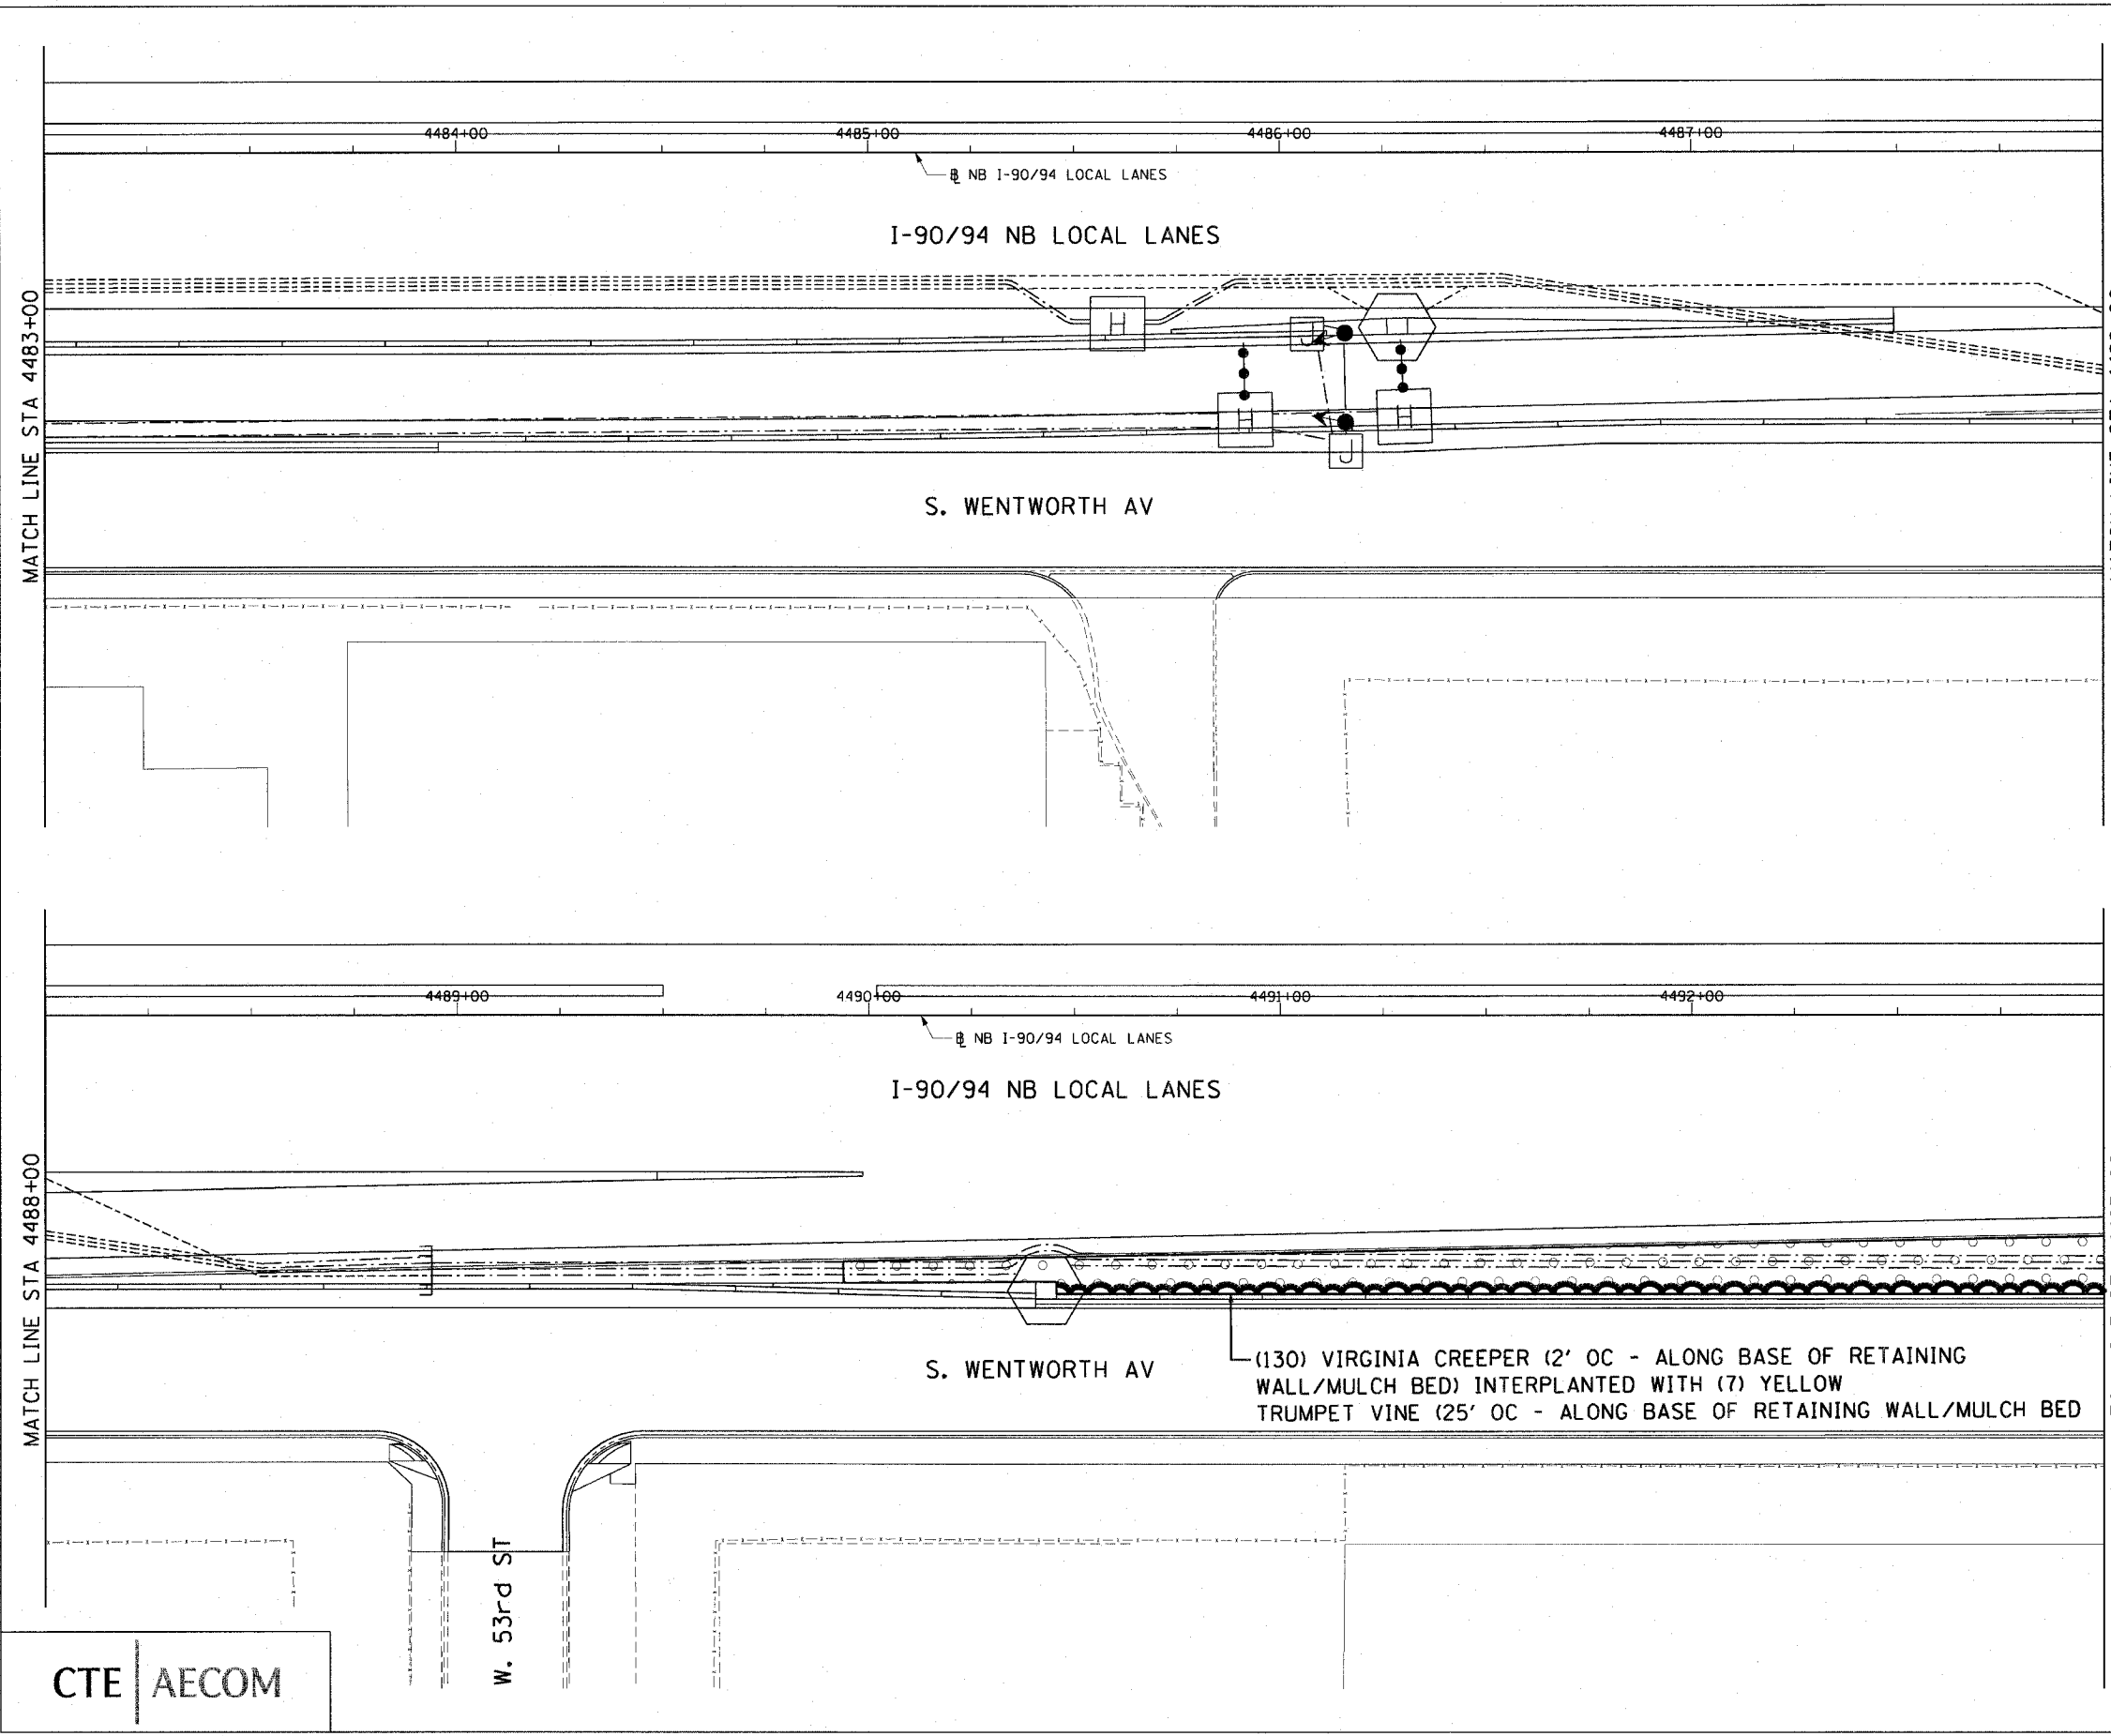 4484+00 4485+00 4486+00 4487+00
℄ NB I-90/94 LOCAL LANES
I-90/94 NB LOCAL LANES
MATCH LINE STA 4483+00
H
J
H
H
J
S. WENTWORTH AV
4489+00 4490+00 4491+00 4492+00
℄ NB I-90/94 LOCAL LANES
I-90/94 NB LOCAL LANES
MATCH LINE STA 4488+00
(130) VIRGINIA CREEPER (2' OC - ALONG BASE OF RETAINING
WALL/MULCH BED) INTERPLANTED WITH (7) YELLOW
TRUMPET VINE (25' OC - ALONG BASE OF RETAINING WALL/MULCH BED
S. WENTWORTH AV
W. 53rd ST
CTE AECOM